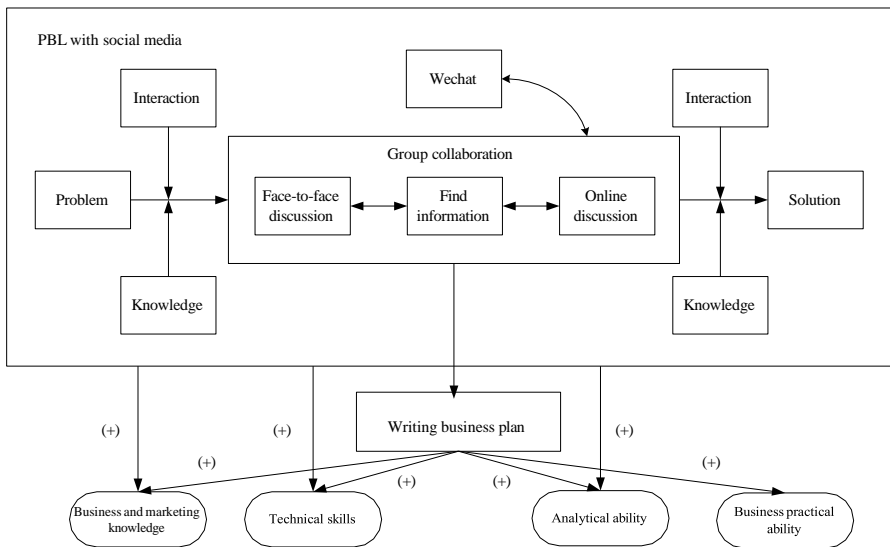 PBL with social media
Wechat
Interaction
Interaction
Group collaboration
Problem
Face-to-face
discussion
Find
information
Online
discussion
Solution
Knowledge
Knowledge
Writing business plan
(+)
(+)
(+)
(+)
(+)
(+)
(+)
Business and marketing
knowledge
Technical skills
Analytical ability
Business practical
ability